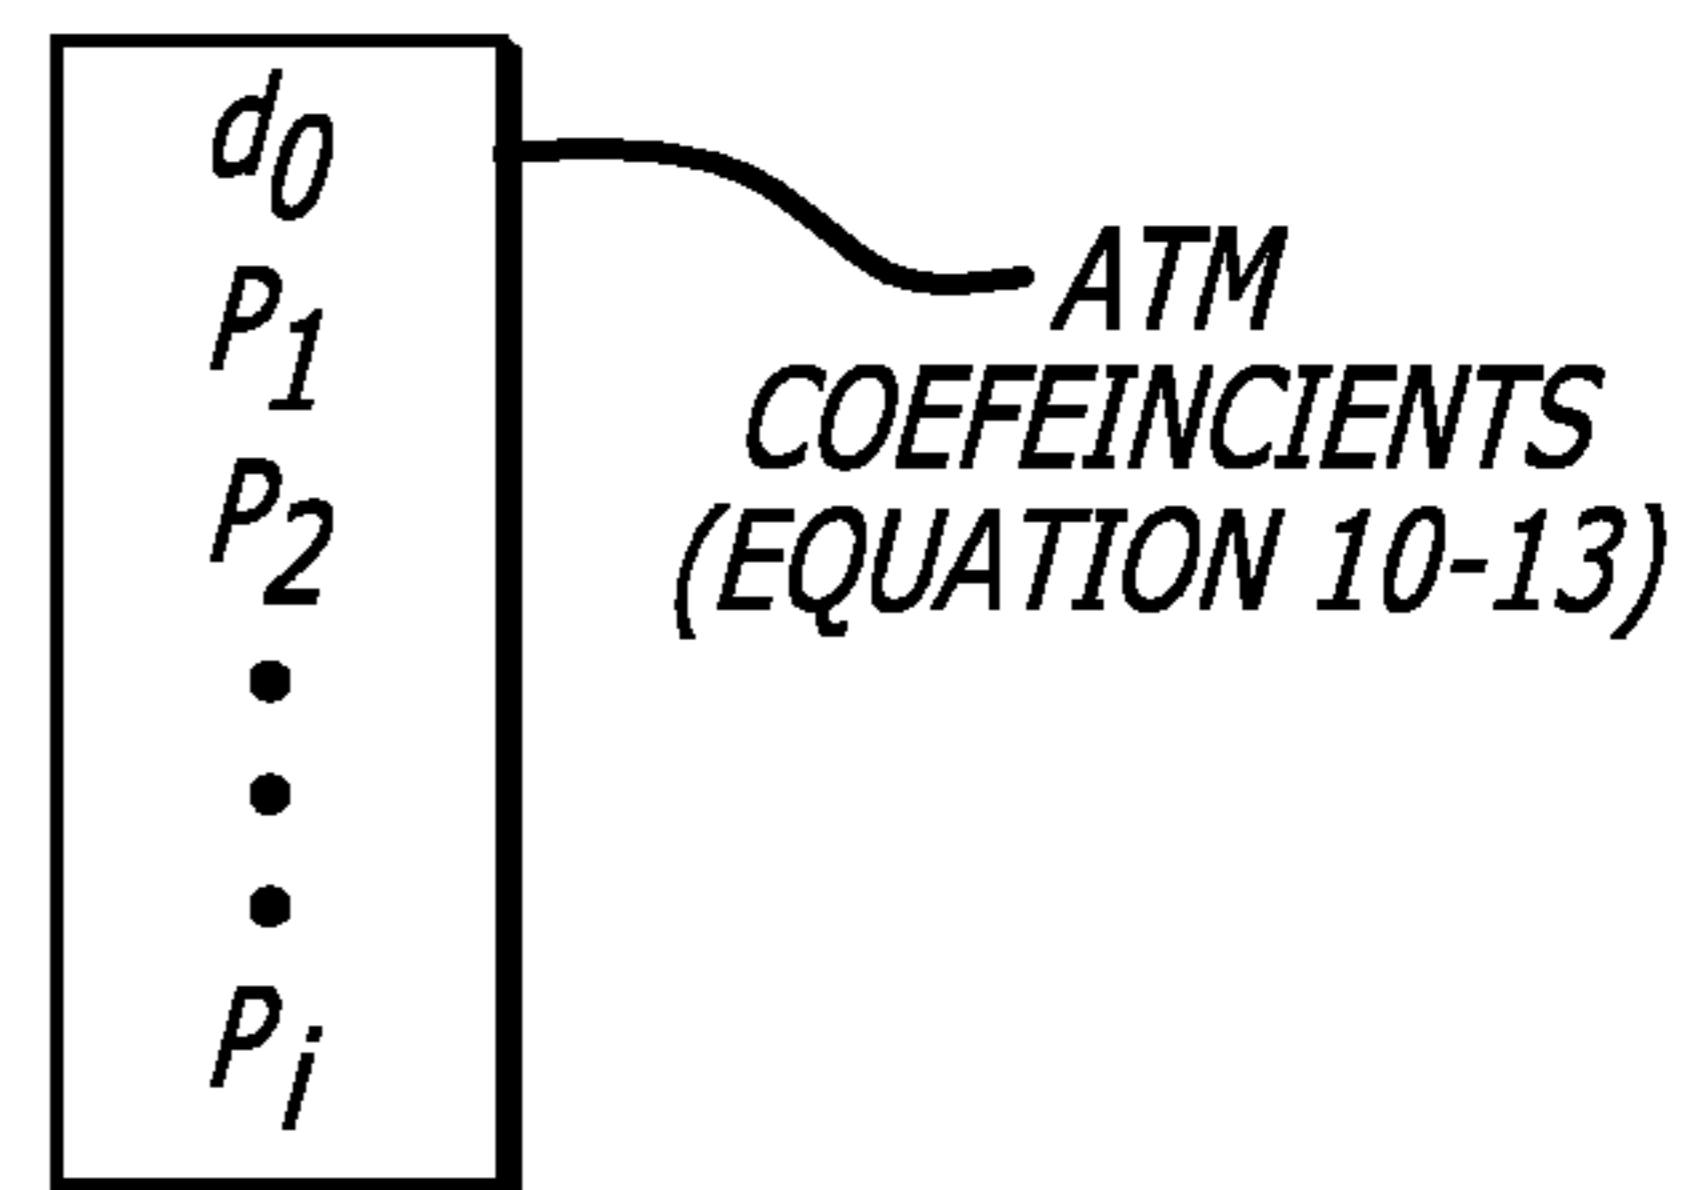 d0
P1
P2
•
•
•
Pi
ATM
COEFEINCIENTS
(EQUATION 10-13)